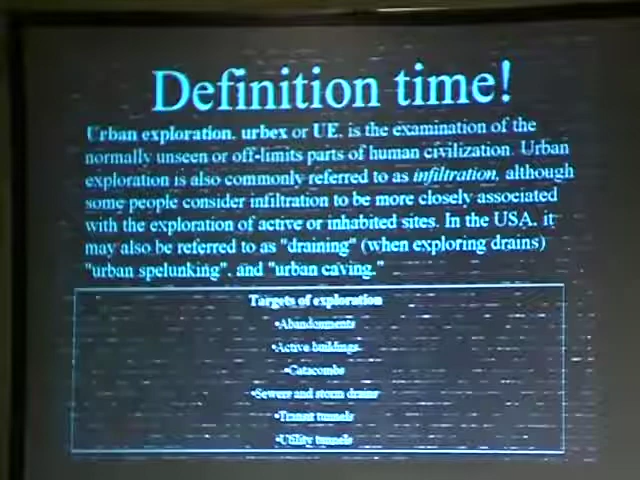 Definition time!
Urban exploration, urbex or UE, is the examination of the
normally unseen or off-limits parts of human civilization. Urban
exploration is also commonly referred to as infiltration, although
some people consider infiltration to be more closely associated
with the exploration of active or inhabited sites. In the USA, it
may also be referred to as "draining" (when exploring drains)
"urban spelunking", and "urban caving."
Targets of exploration
•Abandonments
•Active buildings
•Catacombs
•Sewers and storm drains
•Transit tunnels
•Utility tunnels